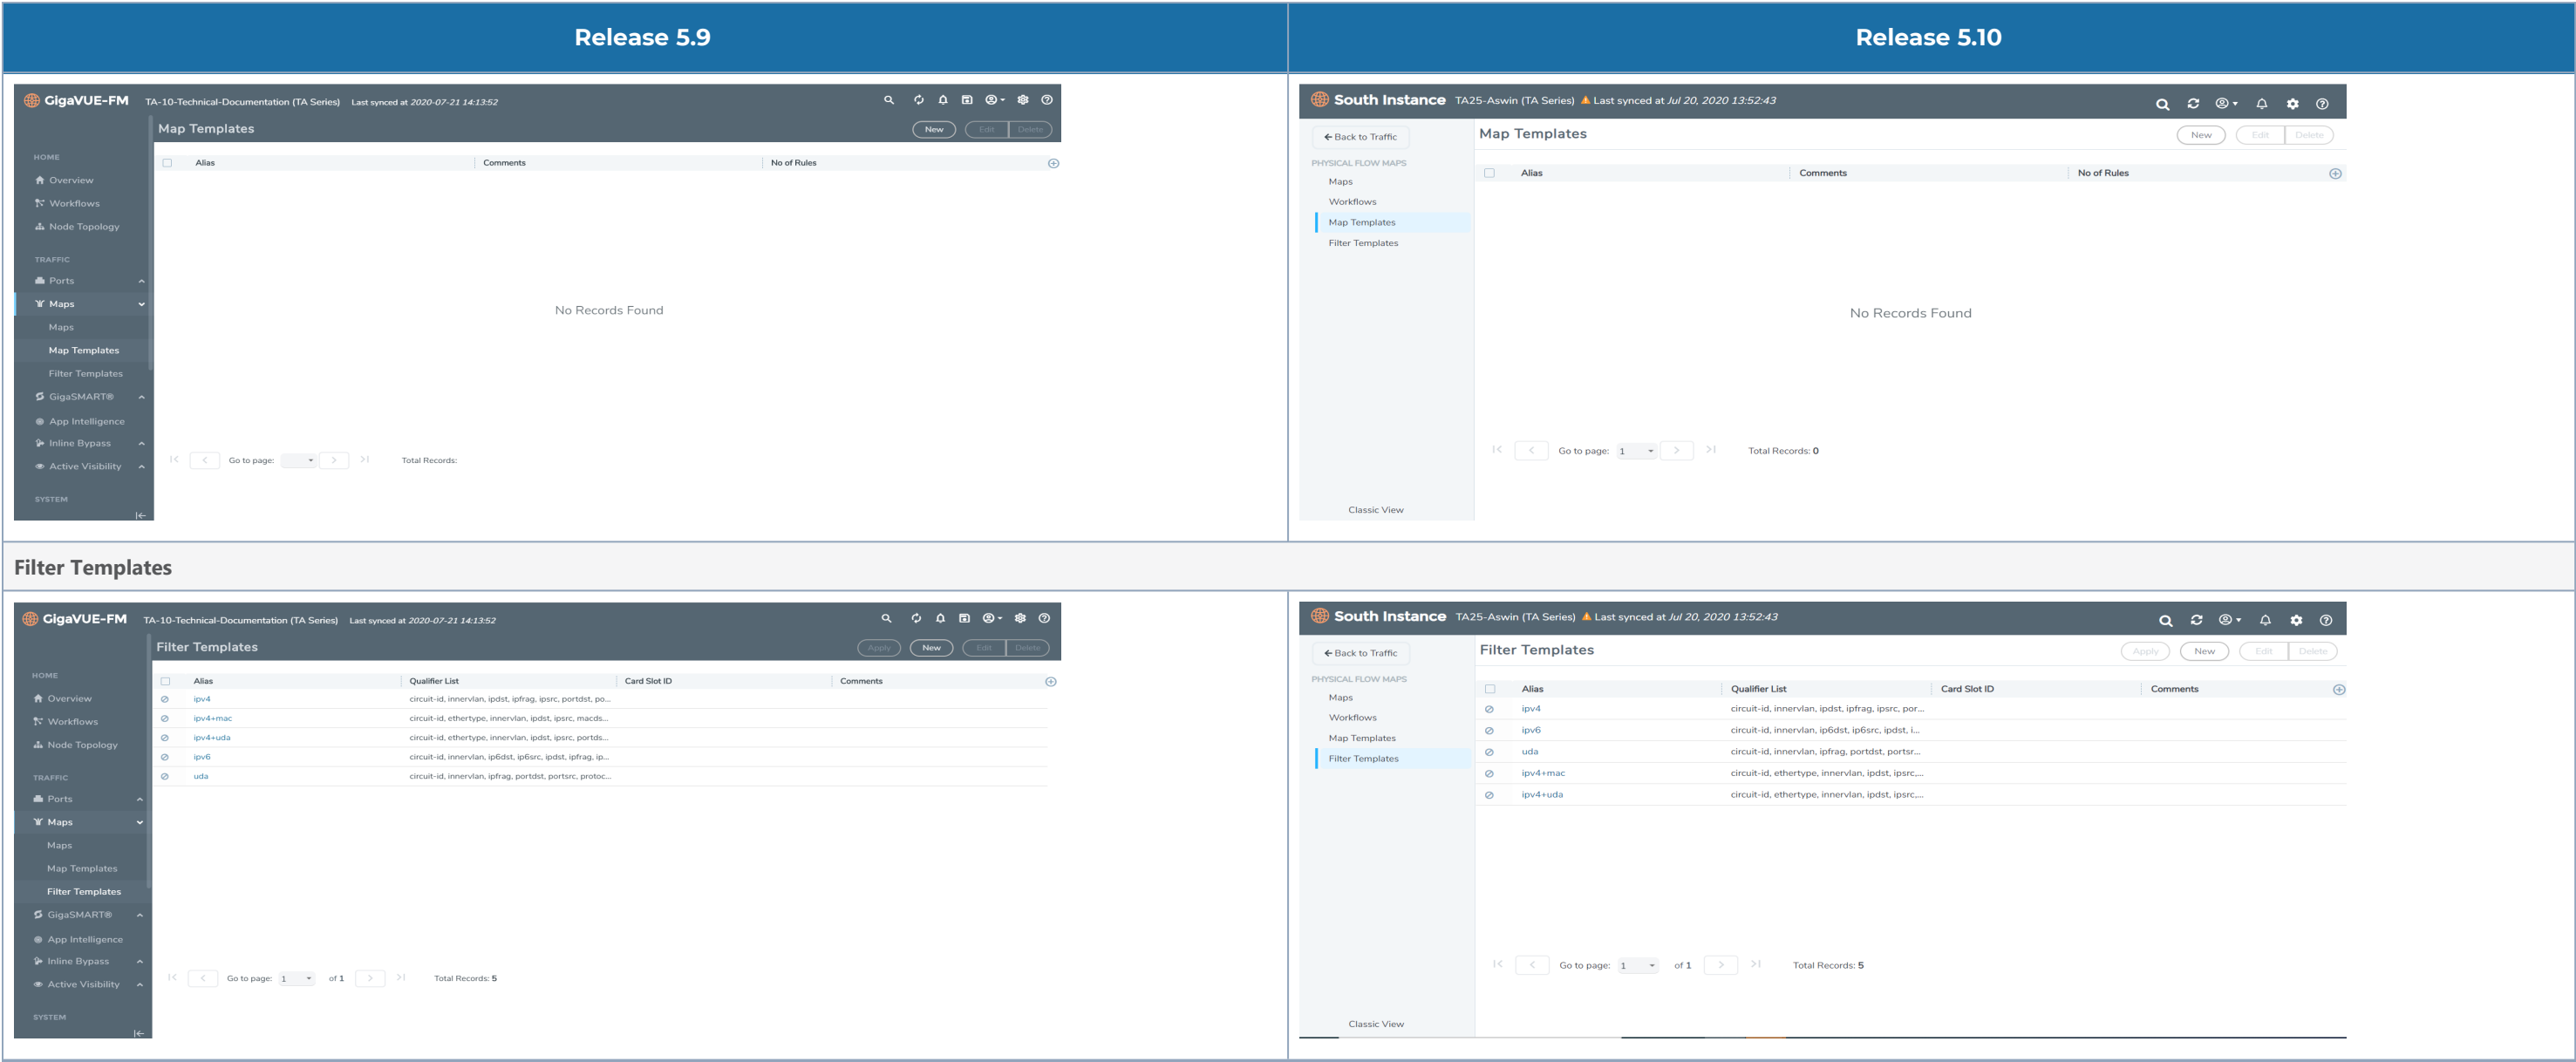 Release 5.9
Release 5.10
GigaVUE-FM TA-10-Technical-Documentation (TA Series) Last synced at 2020-07-21 14:13:52
Map Templates
New Edit Delete
HOME
Overview
Workflows
Node Topology
TRAFFIC
Ports
Maps
Maps
Map Templates
Filter Templates
GigaSMART®
App Intelligence
Inline Bypass
Active Visibility
SYSTEM
Alias Comments No of Rules
No Records Found
Go to page: Total Records:
South Instance TA25-Aswin (TA Series) Last synced at Jul 20, 2020 13:52:43
Back to Traffic
PHYSICAL FLOW MAPS
Maps
Workflows
Map Templates
Filter Templates
Classic View
Map Templates
New Edit Delete
Alias Comments No of Rules
No Records Found
Go to page: 1 Total Records: 0
Filter Templates
GigaVUE-FM TA-10-Technical-Documentation (TA Series) Last synced at 2020-07-21 14:13:52
Filter Templates
Apply New Edit Delete
HOME
Overview
Workflows
Node Topology
TRAFFIC
Ports
Maps
Maps
Map Templates
Filter Templates
GigaSMART®
App Intelligence
Inline Bypass
Active Visibility
SYSTEM
Alias Qualifier List Card Slot ID Comments
ipv4 circuit-id, innervlan, ipdst, ipfrag, ipsrc, portdst, po...
ipv4+mac circuit-id, ethertype, innervlan, ipdst, ipsrc, macds...
ipv4+uda circuit-id, ethertype, innervlan, ipdst, ipsrc, portds...
ipv6 circuit-id, innervlan, ip6dst, ip6src, ipdst, ipfrag, ip...
uda circuit-id, innervlan, ipfrag, portdst, portsrc, protoc...
Go to page: 1 of 1 Total Records: 5
South Instance TA25-Aswin (TA Series) Last synced at Jul 20, 2020 13:52:43
Back to Traffic
PHYSICAL FLOW MAPS
Maps
Workflows
Map Templates
Filter Templates
Classic View
Filter Templates
Apply New Edit Delete
Alias Qualifier List Card Slot ID Comments
ipv4 circuit-id, innervlan, ipdst, ipfrag, ipsrc, por...
ipv6 circuit-id, innervlan, ip6dst, ip6src, ipdst, i...
uda circuit-id, innervlan, ipfrag, portdst, portsr...
ipv4+mac circuit-id, ethertype, innervlan, ipdst, ipsrc,...
ipv4+uda circuit-id, ethertype, innervlan, ipdst, ipsrc,...
Go to page: 1 of 1 Total Records: 5